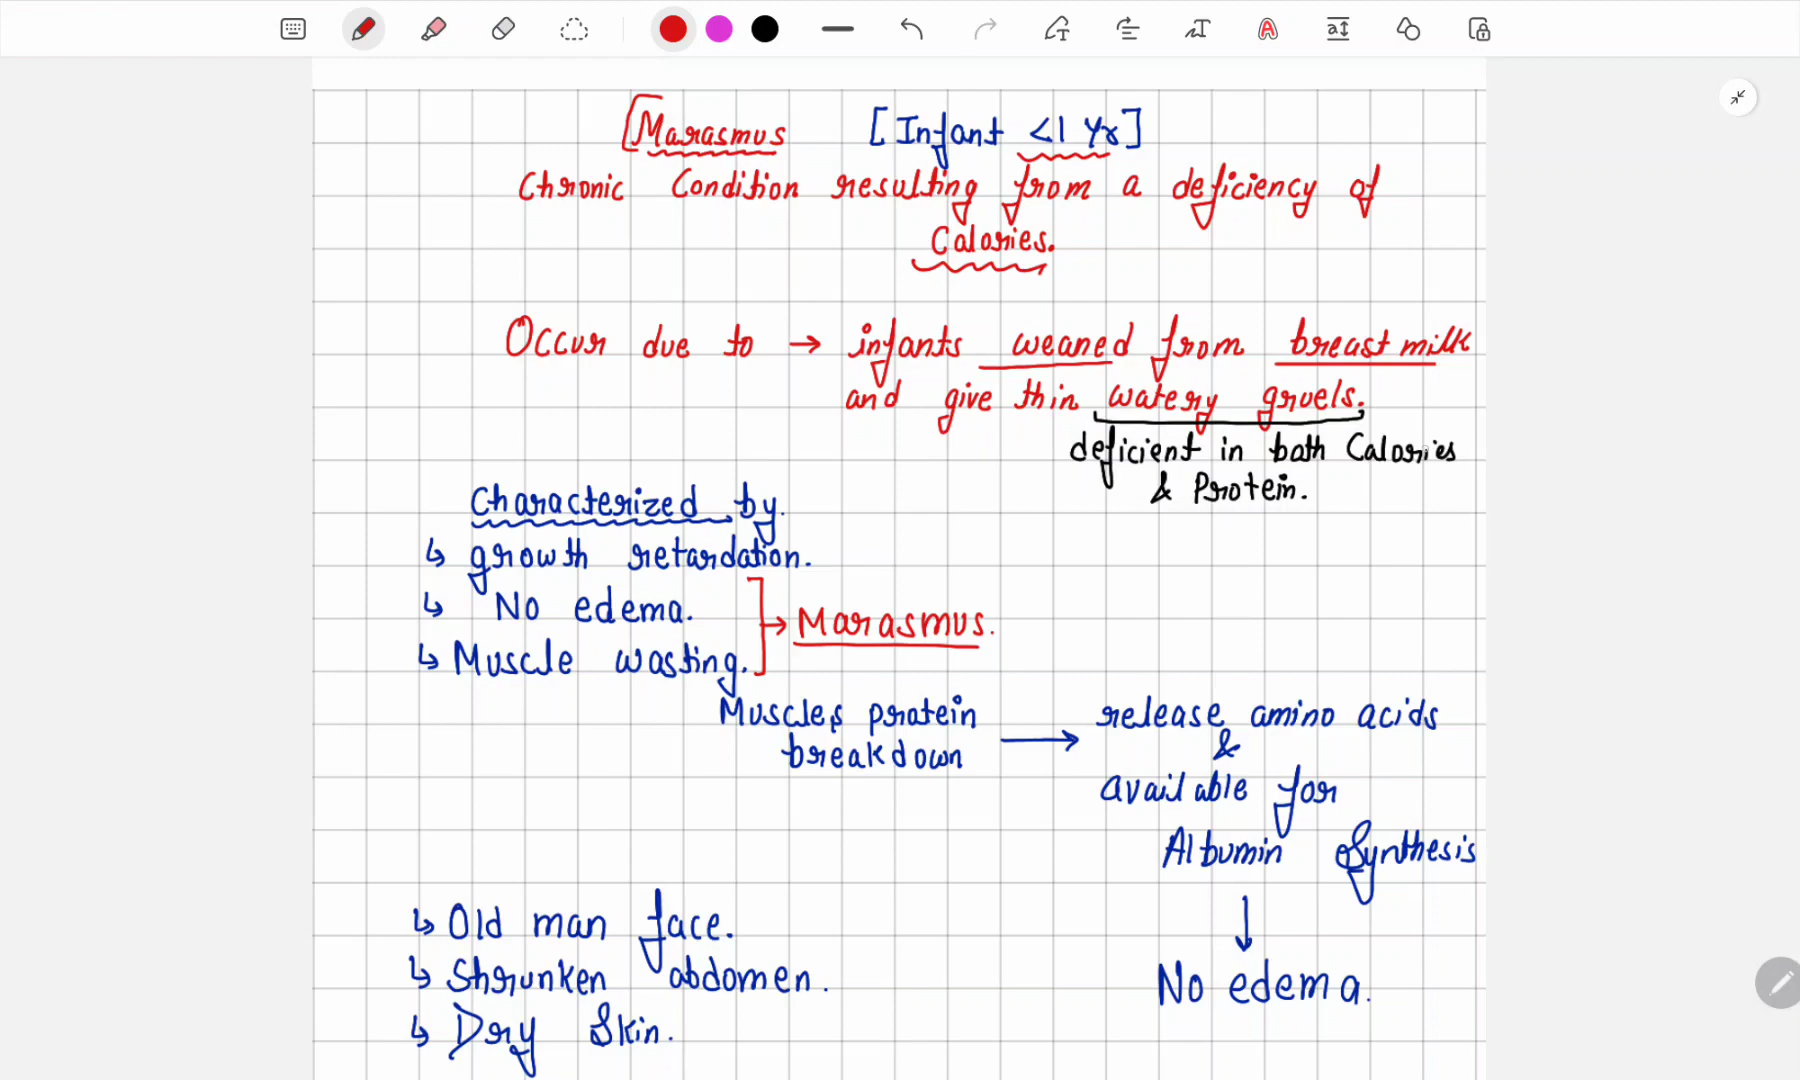 Marasmus [Infant <1 Yr]
Chronic Condition resulting from a deficiency of
Calories.
Occur due to → infants weaned from breast milk
and give thin watery gruels.
deficient in both Calories
& Protein.
Characterized by.
↳ growth retardation.
↳ No edema.
→ Marasmus.
↳ Muscle wasting.
Muscles protein
breakdown
→ release amino acids
&
available for
Albumin Synthesis
↓
No edema.
↳ Old man face.
↳ Shrunken abdomen.
↳ Dry Skin.